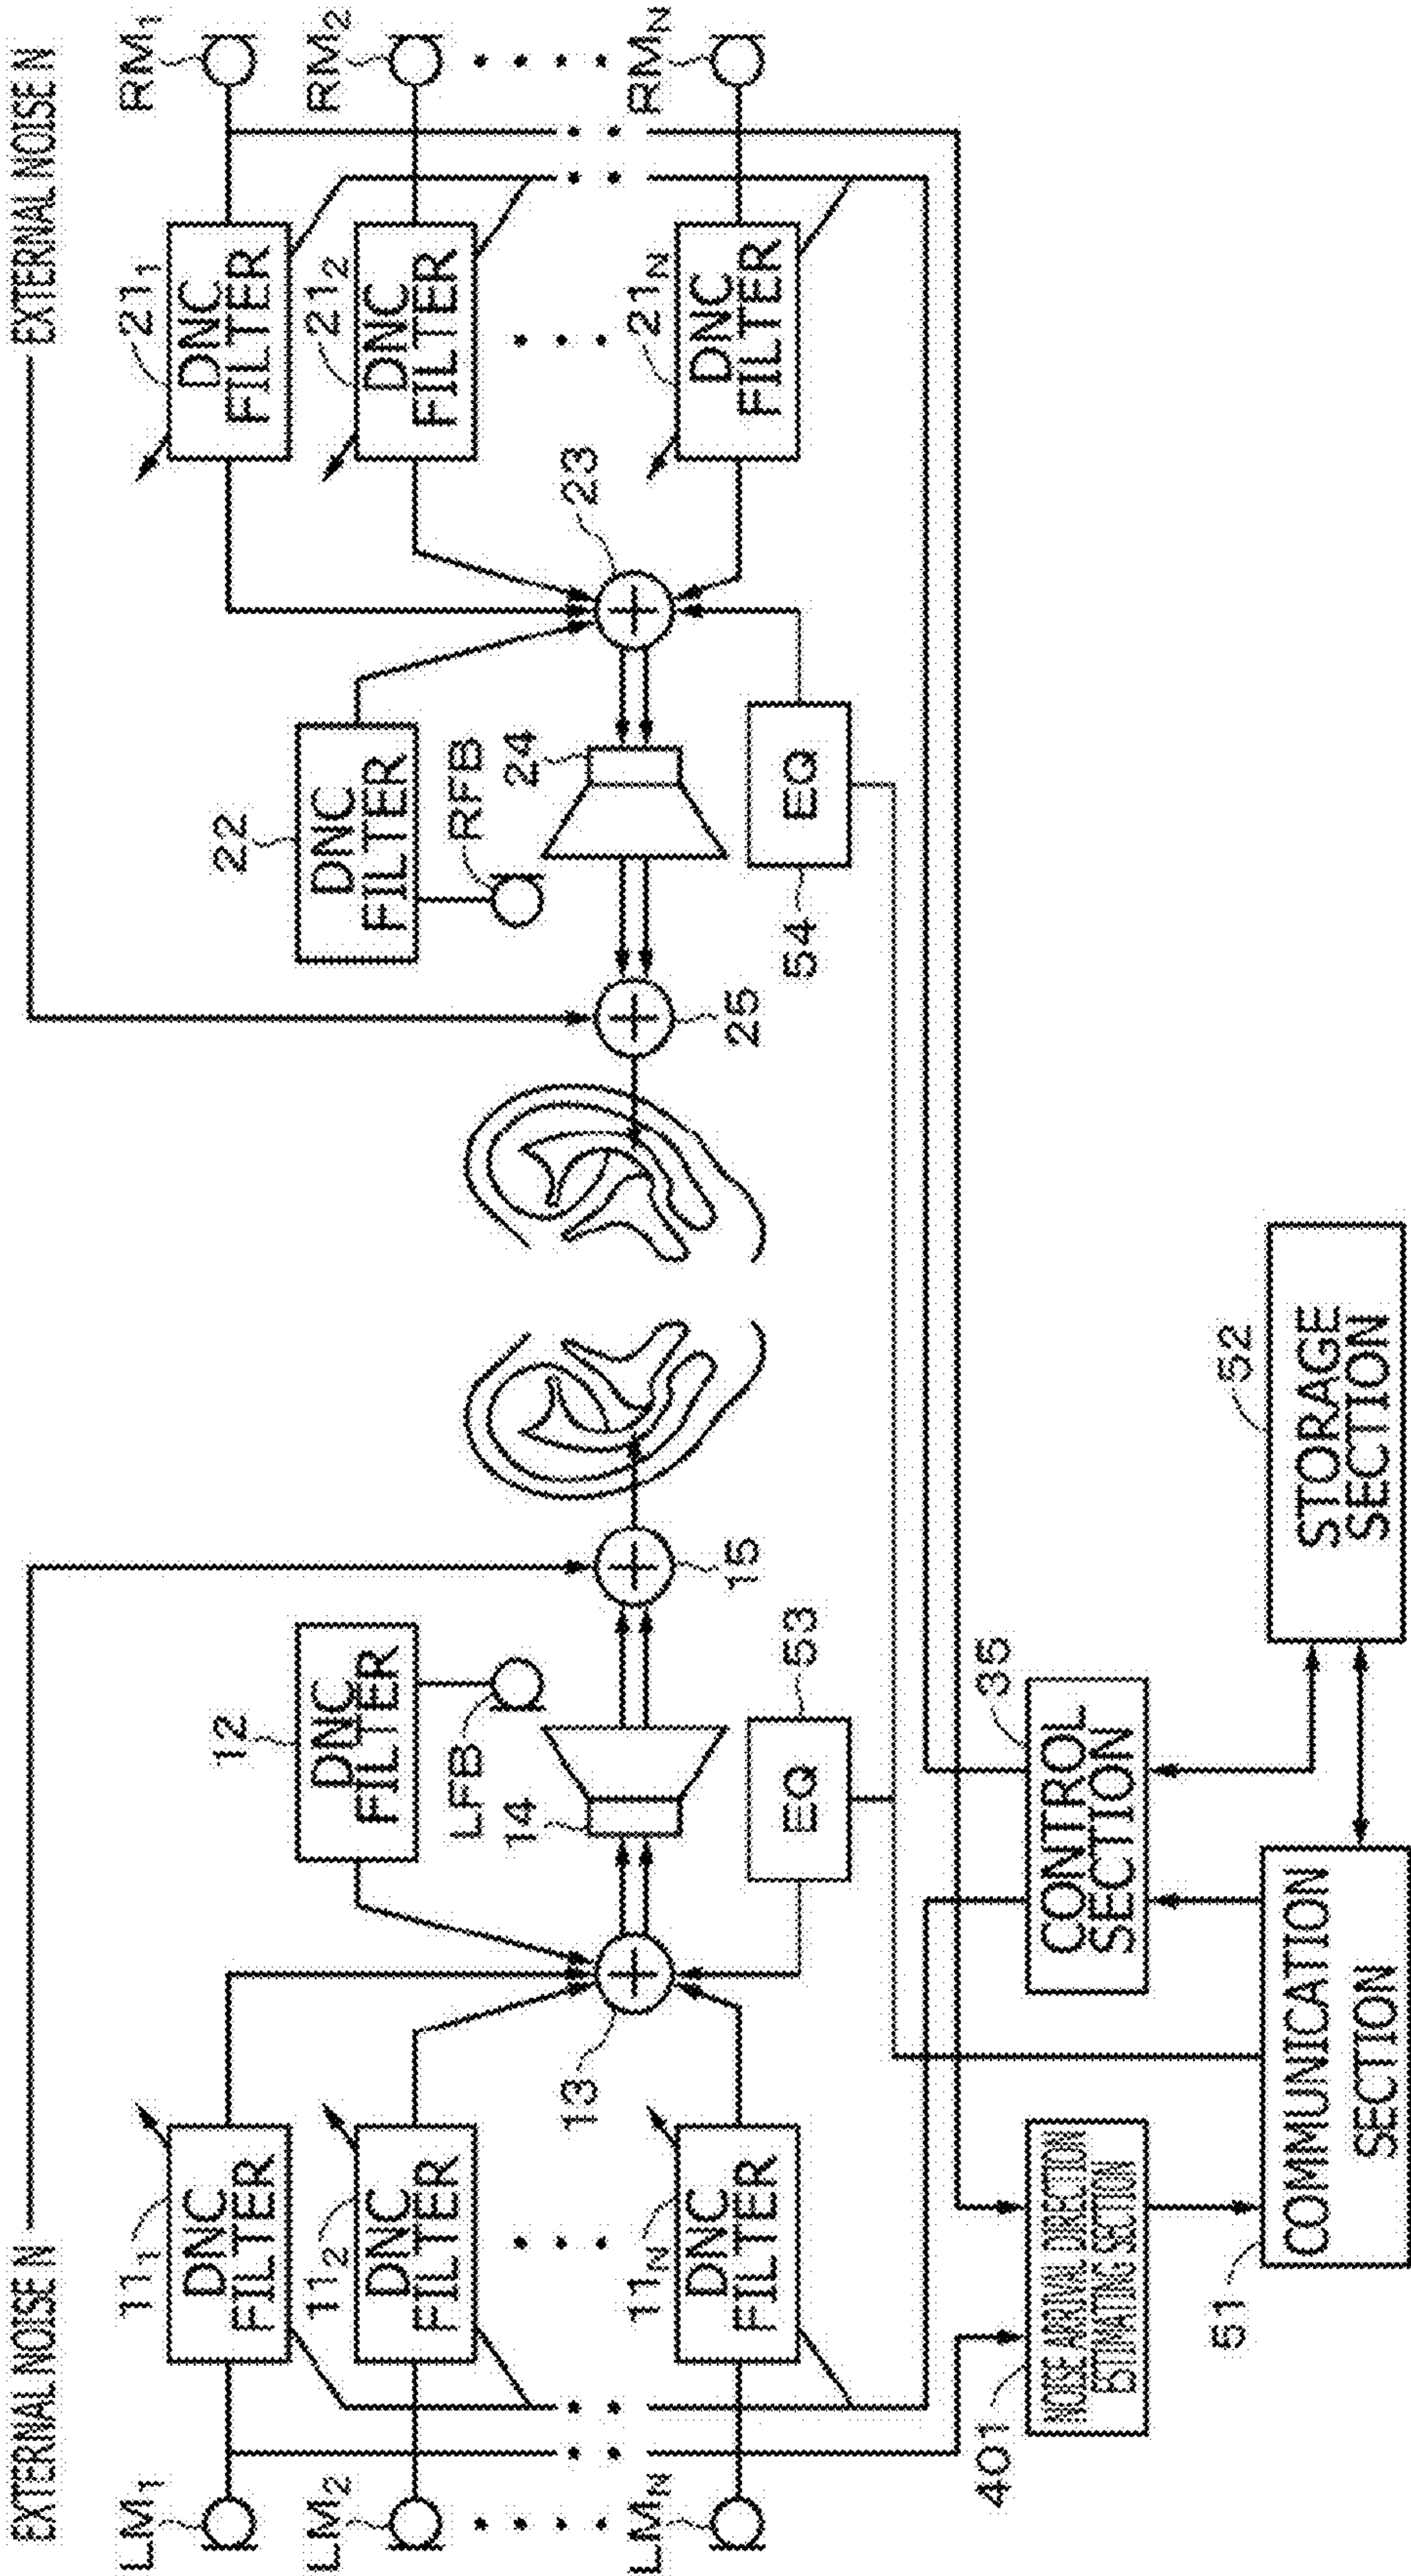 EXTERNAL NOISE N
EXTERNAL NOISE N
LM1
111
DNC
FILTER
12
DNC
FILTER
22
DNC
FILTER
211
DNC
FILTER
RM1
LM2
112
DNC
FILTER
LFB
RFB
212
DNC
FILTER
RM2
14
24
13
23
LMN
11N
DNC
FILTER
15
25
21N
DNC
FILTER
RMN
EQ
53
EQ
54
401
NOISE ARRIVAL DIRECTION
ESTIMATING SECTION
35
CONTROL
SECTION
51
COMMUNICATION
SECTION
52
STORAGE
SECTION